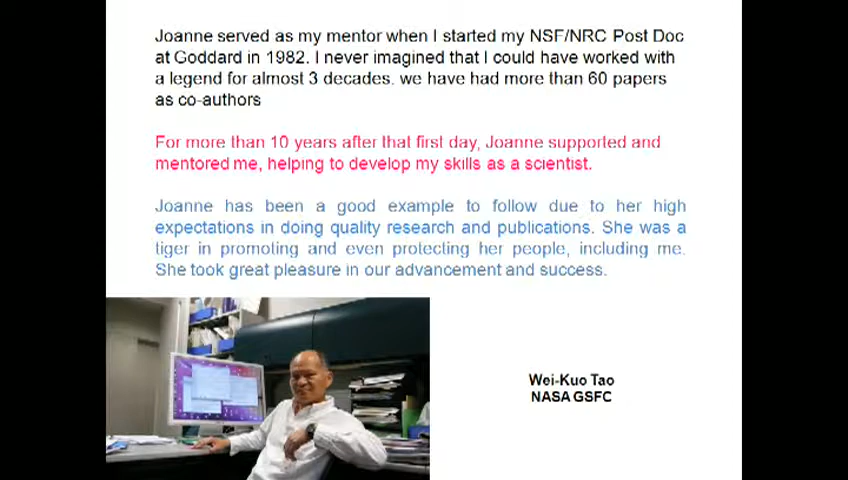 Joanne served as my mentor when I started my NSF/NRC Post Doc
at Goddard in 1982. I never imagined that I could have worked with
a legend for almost 3 decades. we have had more than 60 papers
as co-authors
For more than 10 years after that first day, Joanne supported and
mentored me, helping to develop my skills as a scientist.
Joanne has been a good example to follow due to her high
expectations in doing quality research and publications. She was a
tiger in promoting and even protecting her people, including me.
She took great pleasure in our advancement and success.
Wei-Kuo Tao
NASA GSFC